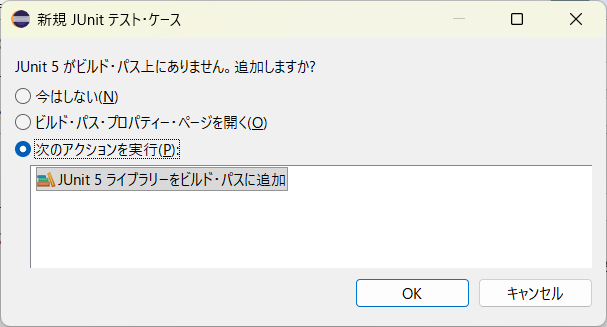 新規 JUnit テスト・ケース
JUnit 5 がビルド・パス上にありません。追加しますか?
今はしない(N)
ビルド・パス・プロパティー・ページを開く(O)
次のアクションを実行(P):
JUnit 5 ライブラリーをビルド・パスに追加
OK
キャンセル